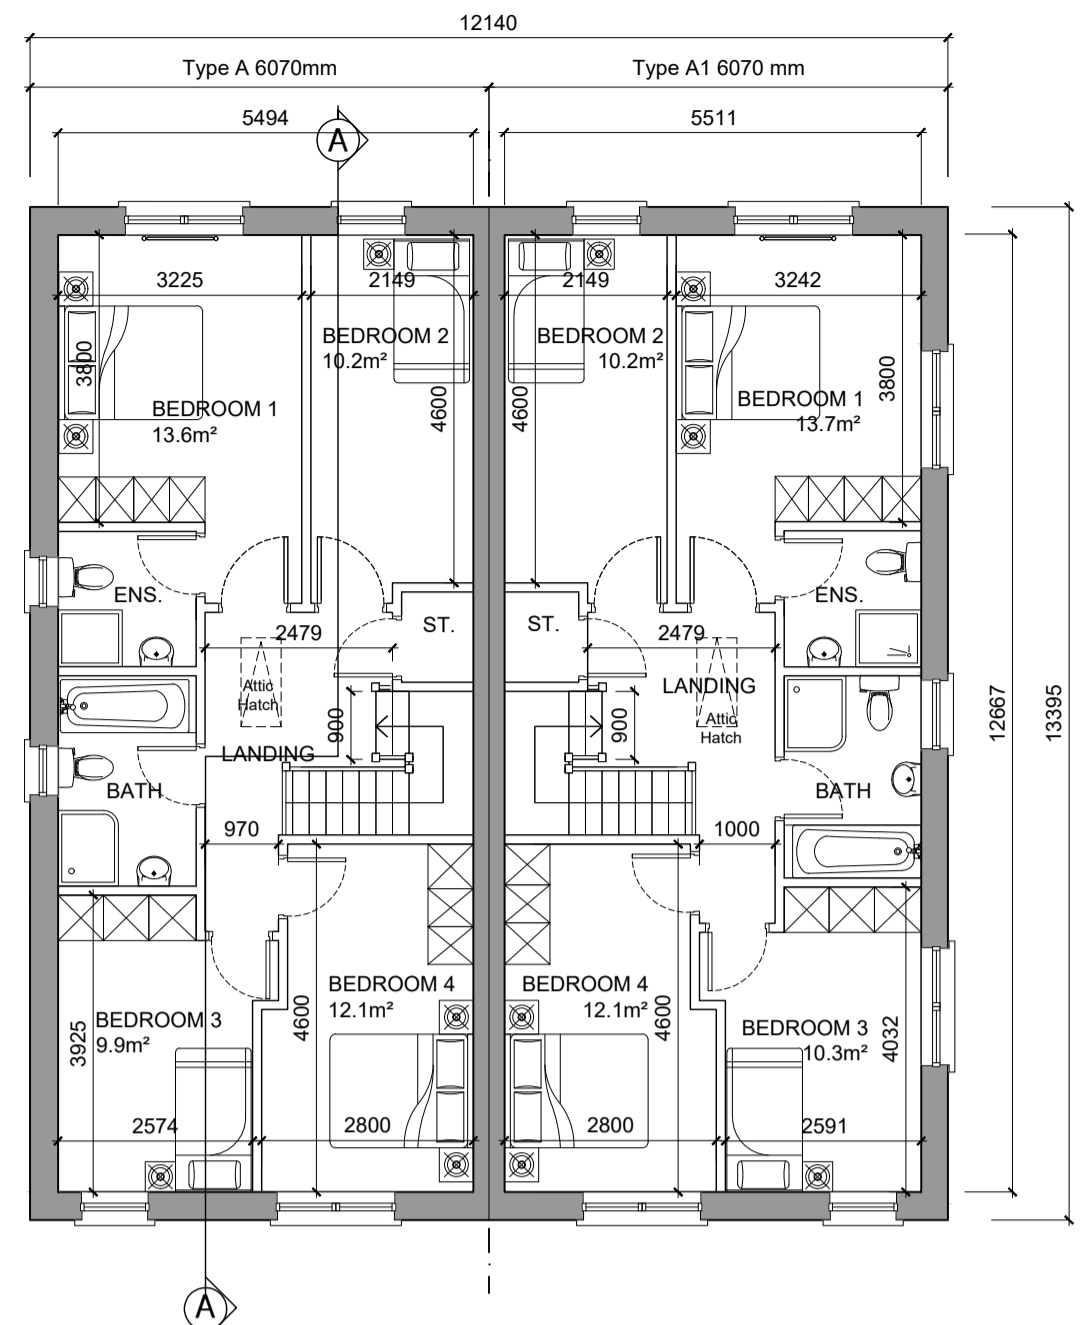 12140
Type A 6070mm
Type A1 6070 mm
5494
5511
A
3225
2149
2149
3242
BEDROOM 2
10.2m²
BEDROOM 2
10.2m²
3800
4600
4600
3800
BEDROOM 1
13.6m²
BEDROOM 1
13.7m²
ENS.
ST.
ST.
ENS.
2479
2479
Attic
Hatch
LANDING
Attic
Hatch
900
900
LANDING
12667
13395
BATH
BATH
970
1000
BEDROOM 4
12.1m²
BEDROOM 4
12.1m²
BEDROOM 3
9.9m²
BEDROOM 3
10.3m²
3925
4600
4600
4032
2574
2800
2800
2591
A